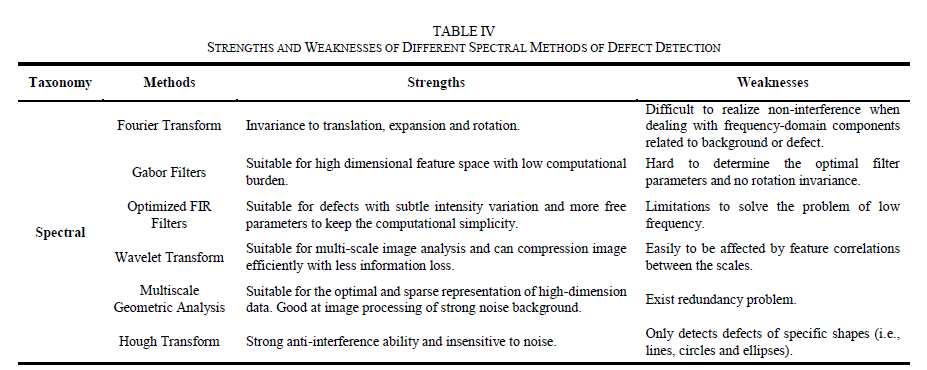 TABLE IV
STRENGTHS AND WEAKNESSES OF DIFFERENT SPECTRAL METHODS OF DEFECT DETECTION
Taxonomy Methods Strengths Weaknesses
Spectral
Fourier Transform
Invariance to translation, expansion and rotation.
Difficult to realize non-interference when
dealing with frequency-domain components
related to background or defect.
Gabor Filters
Suitable for high dimensional feature space with low computational
burden.
Hard to determine the optimal filter
parameters and no rotation invariance.
Optimized FIR
Filters
Suitable for defects with subtle intensity variation and more free
parameters to keep the computational simplicity.
Limitations to solve the problem of low
frequency.
Wavelet Transform
Suitable for multi-scale image analysis and can compression image
efficiently with less information loss.
Easily to be affected by feature correlations
between the scales.
Multiscale
Geometric Analysis
Suitable for the optimal and sparse representation of high-dimension
data. Good at image processing of strong noise background.
Exist redundancy problem.
Hough Transform
Strong anti-interference ability and insensitive to noise.
Only detects defects of specific shapes (i.e.,
lines, circles and ellipses).